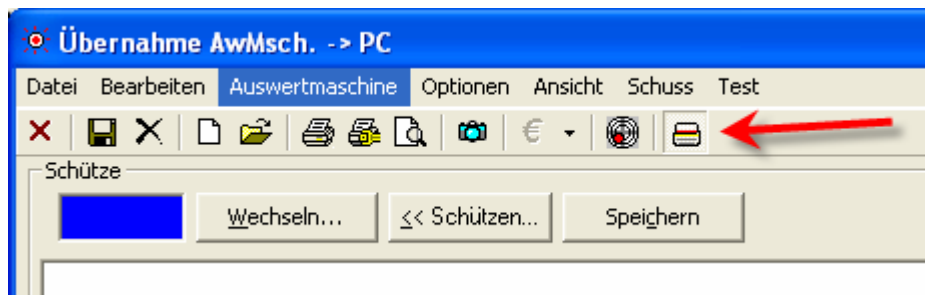 Übernahme AwMsch. -> PC
Datei Bearbeiten Auswertmaschine Optionen Ansicht Schuss Test
€
Schütze
Wechseln... << Schützen... Speichern